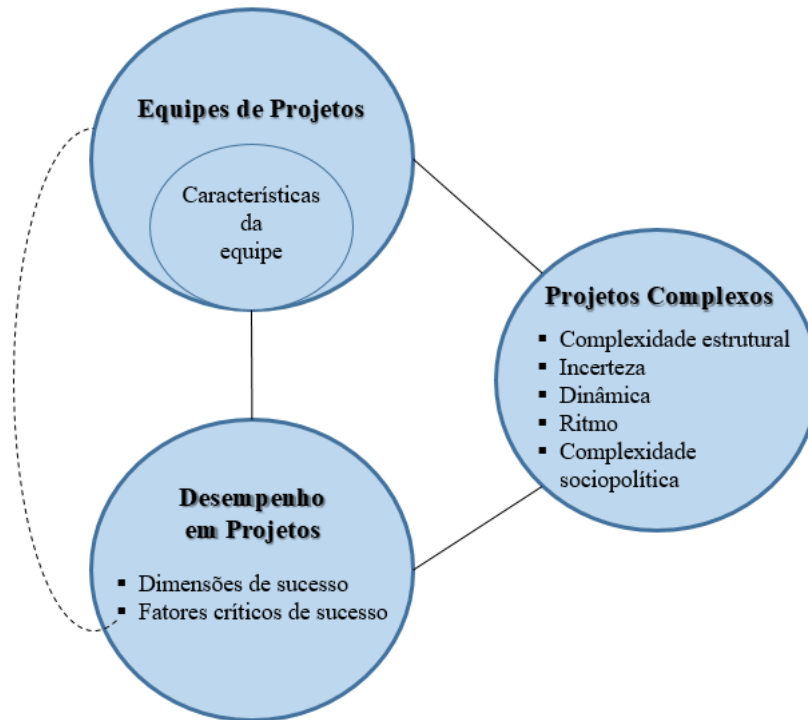 Equipes de Projetos
Características
da
equipe
Projetos Complexos
▪ Complexidade estrutural
▪ Incerteza
▪ Dinâmica
▪ Ritmo
▪ Complexidade
sociopolítica
Desempenho
em Projetos
▪ Dimensões de sucesso
▪ Fatores críticos de sucesso